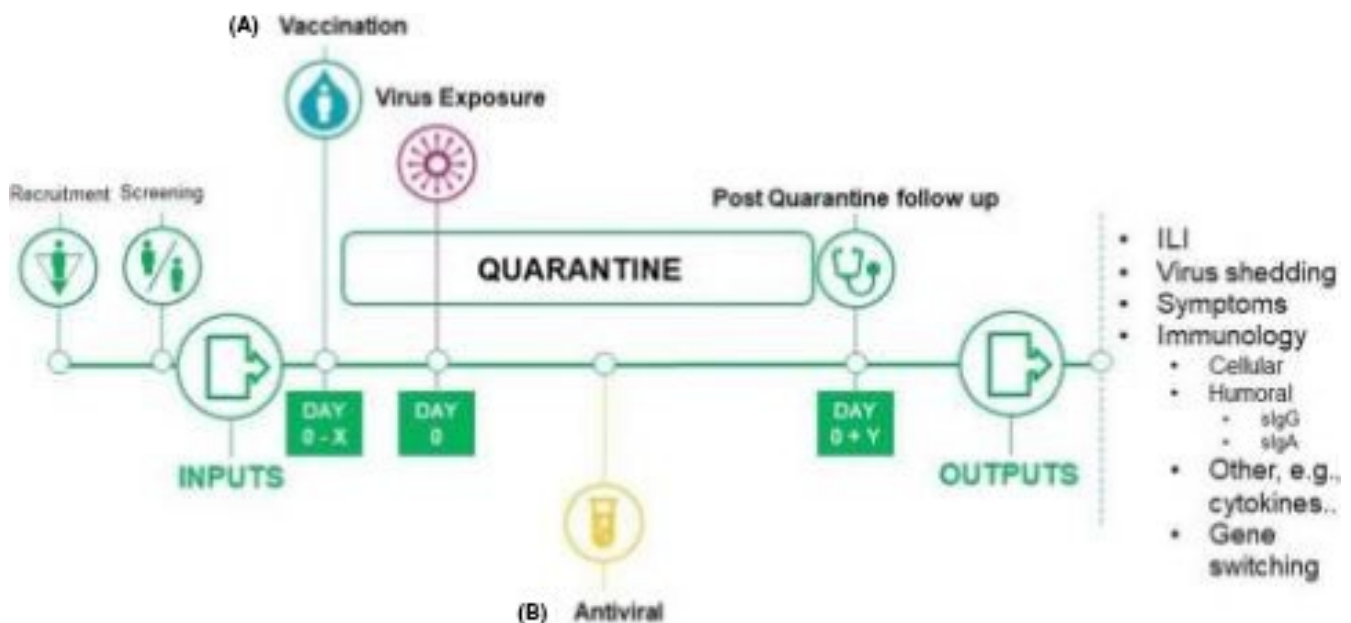 (A) Vaccination
Virus Exposure
Recruitment Screening
Post Quarantine follow up
QUARANTINE
DAY
0 - X
DAY
0
DAY
0 + Y
INPUTS
OUTPUTS
• ILI
• Virus shedding
• Symptoms
• Immunology
• Cellular
• Humoral
• sIgG
• sIgA
• Other, e.g.,
cytokines..
• Gene
switching
(B) Antiviral